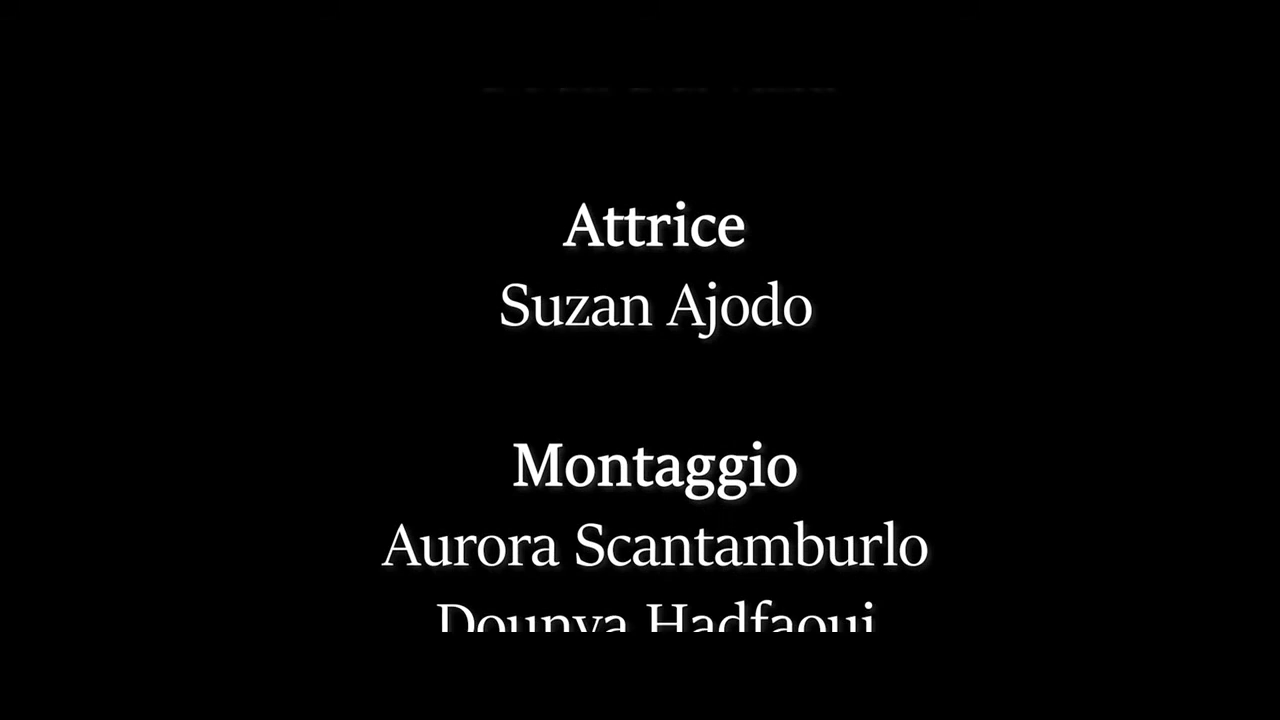 Attrice
Suzan Ajodo
Montaggio
Aurora Scantamburlo
Dounya Hadfaoui